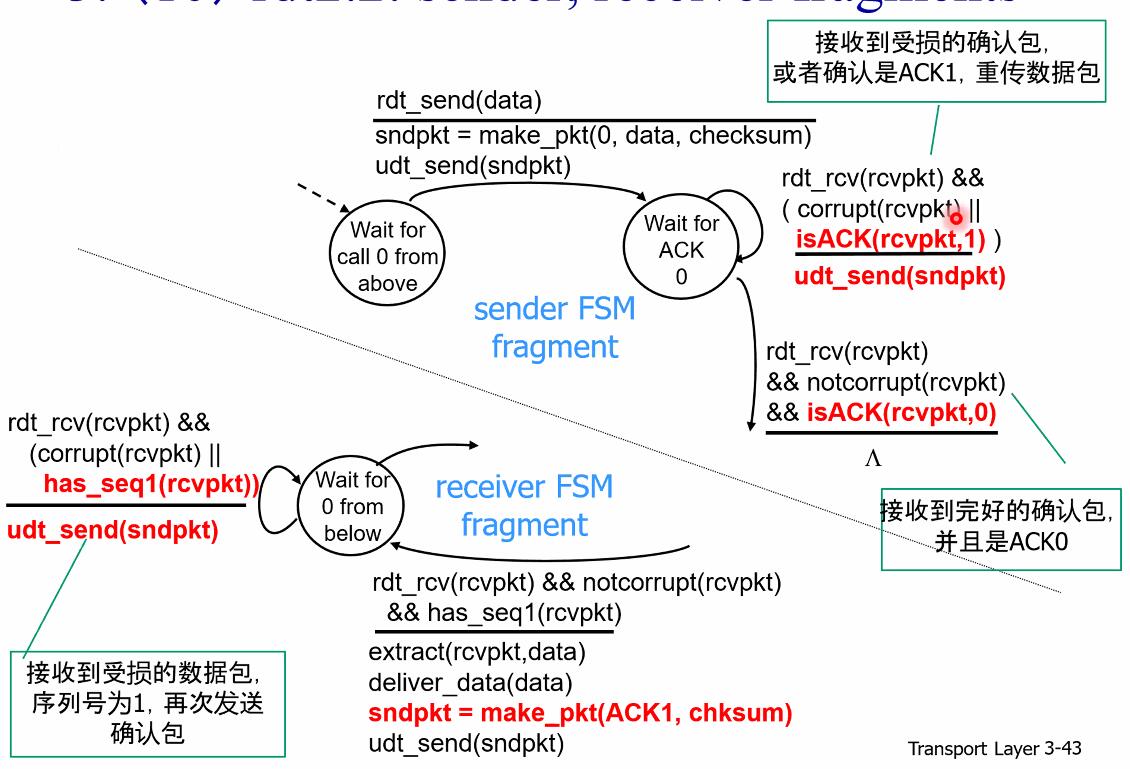 rdt2.2: sender, receiver fragments
接收到受损的确认包,
或者确认是ACK1, 重传数据包
rdt_send(data)
sndpkt = make_pkt(0, data, checksum)
udt_send(sndpkt)
rdt_rcv(rcvpkt) &&
( corrupt(rcvpkt) ||
isACK(rcvpkt,1) )
udt_send(sndpkt)
Wait for
call 0 from
above
Wait for
ACK
0
sender FSM
fragment
rdt_rcv(rcvpkt)
&& notcorrupt(rcvpkt)
&& isACK(rcvpkt,0)
Λ
接收到完好的确认包,
并且是ACK0
rdt_rcv(rcvpkt) &&
(corrupt(rcvpkt) ||
has_seq1(rcvpkt))
udt_send(sndpkt)
Wait for
0 from
below
receiver FSM
fragment
rdt_rcv(rcvpkt) && notcorrupt(rcvpkt)
&& has_seq1(rcvpkt)
extract(rcvpkt,data)
deliver_data(data)
sndpkt = make_pkt(ACK1, chksum)
udt_send(sndpkt)
接收到受损的数据包,
序列号为1, 再次发送
确认包
Transport Layer 3-43